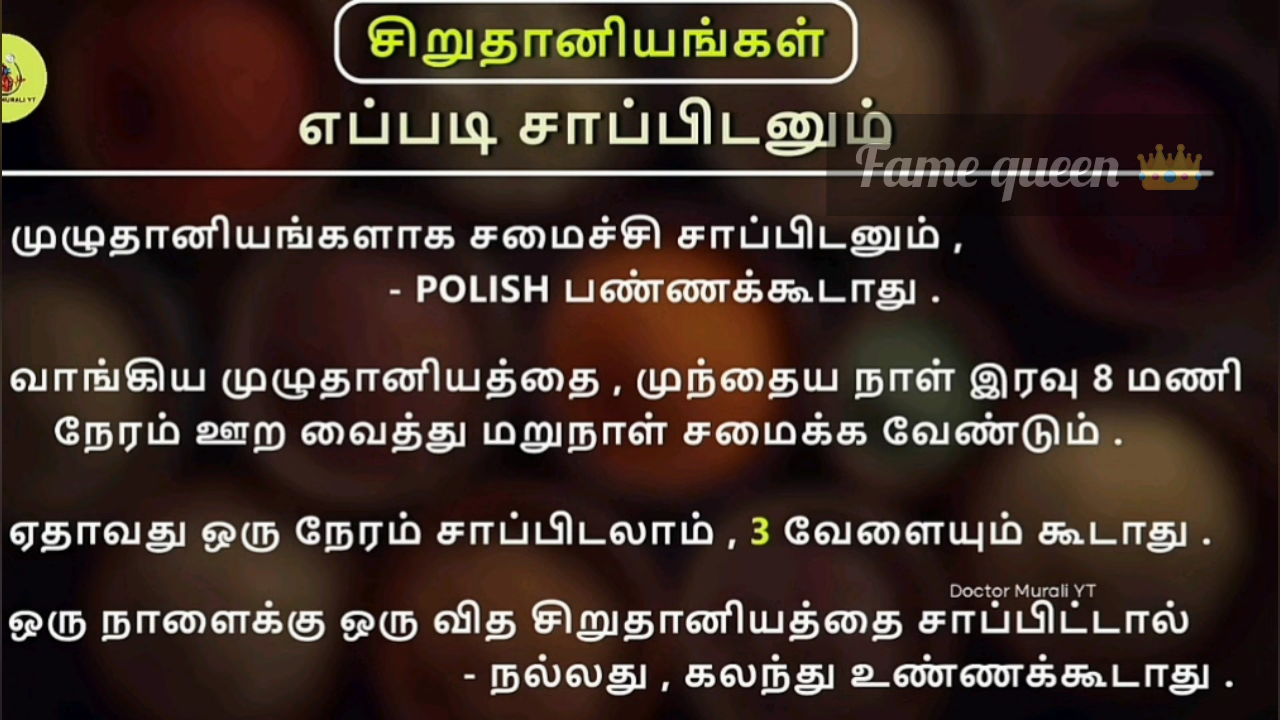 சிறுதானியங்கள்
எப்படி சாப்பிடனும்
Fame queen 👑
முழுதானியங்களாக சமைச்சி சாப்பிடனும் ,
- POLISH பண்ணக்கூடாது .
வாங்கிய முழுதானியத்தை , முந்தைய நாள் இரவு 8 மணி
நேரம் ஊற வைத்து மறுநாள் சமைக்க வேண்டும் .
ஏதாவது ஒரு நேரம் சாப்பிடலாம் , 3 வேளையும் கூடாது .
Doctor Murali YT
ஒரு நாளைக்கு ஒரு வித சிறுதானியத்தை சாப்பிட்டால்
- நல்லது , கலந்து உண்ணக்கூடாது .